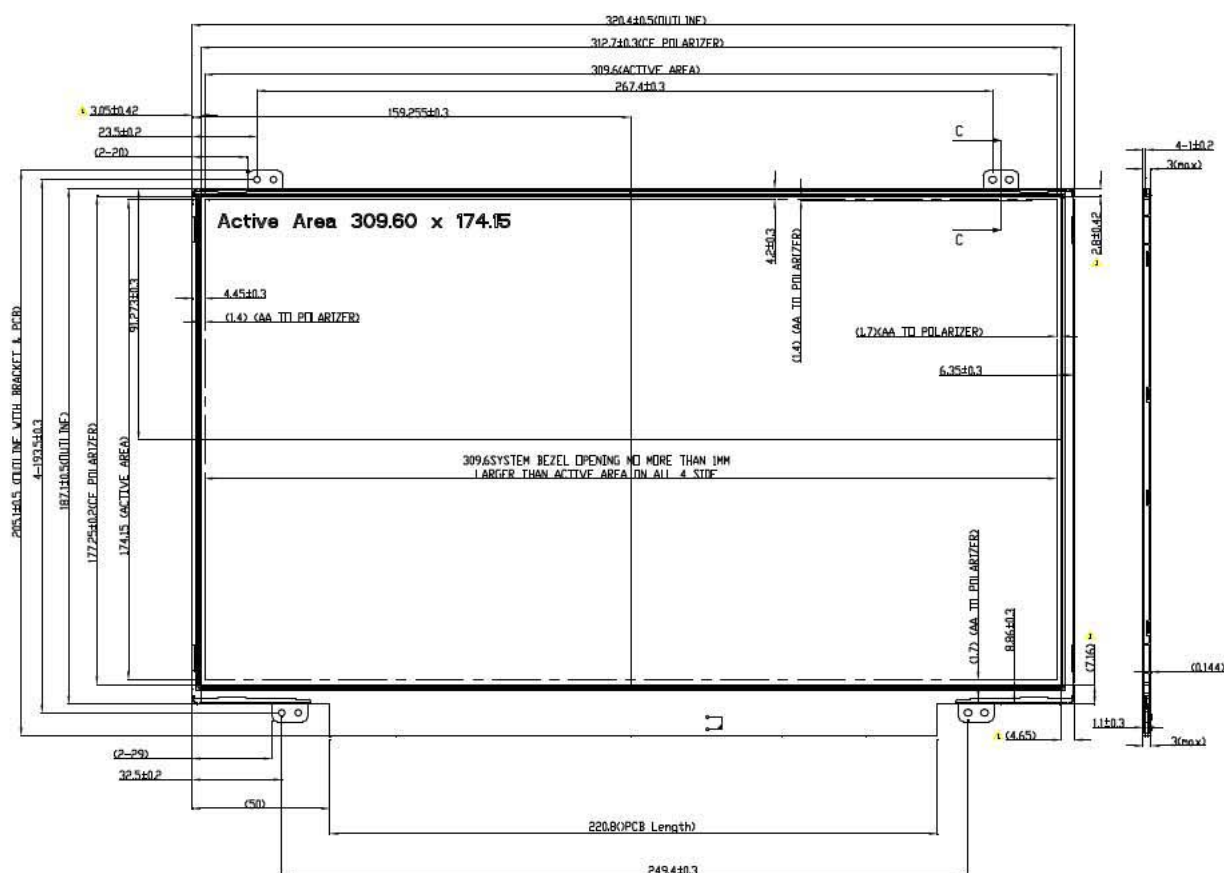 320.4±0.5(OUTLINE)
312.7±0.3(CF POLARIZER)
309.6(ACTIVE AREA)
267.4±0.3
3.05±0.42
159.255±0.3
23.5±0.2
C
(2-20)
4-1±0.2
3(max)
Active Area 309.60 x 174.15
4.2±0.3
(1.4) (AA TO POLARIZER)
C
2.8±0.42
91.273±0.3
4.45±0.3
(1.4) (AA TO POLARIZER)
(1.7)(AA TO POLARIZER)
6.35±0.3
205.1±0.5 (OUTLINE WITH BRACKET & PCB)
4-193.5±0.3
187.1±0.5(OUTLINE)
177.25±0.2(CF POLARIZER)
174.15 (ACTIVE AREA)
309.6SYSTEM BEZEL OPENING NO MORE THAN 1MM
LARGER THAN ACTIVE AREA ON ALL 4 SIDE
(1.7) (AA TO POLARIZER)
8.86±0.3
(7.16)
(0.144)
1.1±0.3
(4.65)
3(max)
(2-29)
32.5±0.2
(50)
220.8()PCB Length)
249.4±0.3